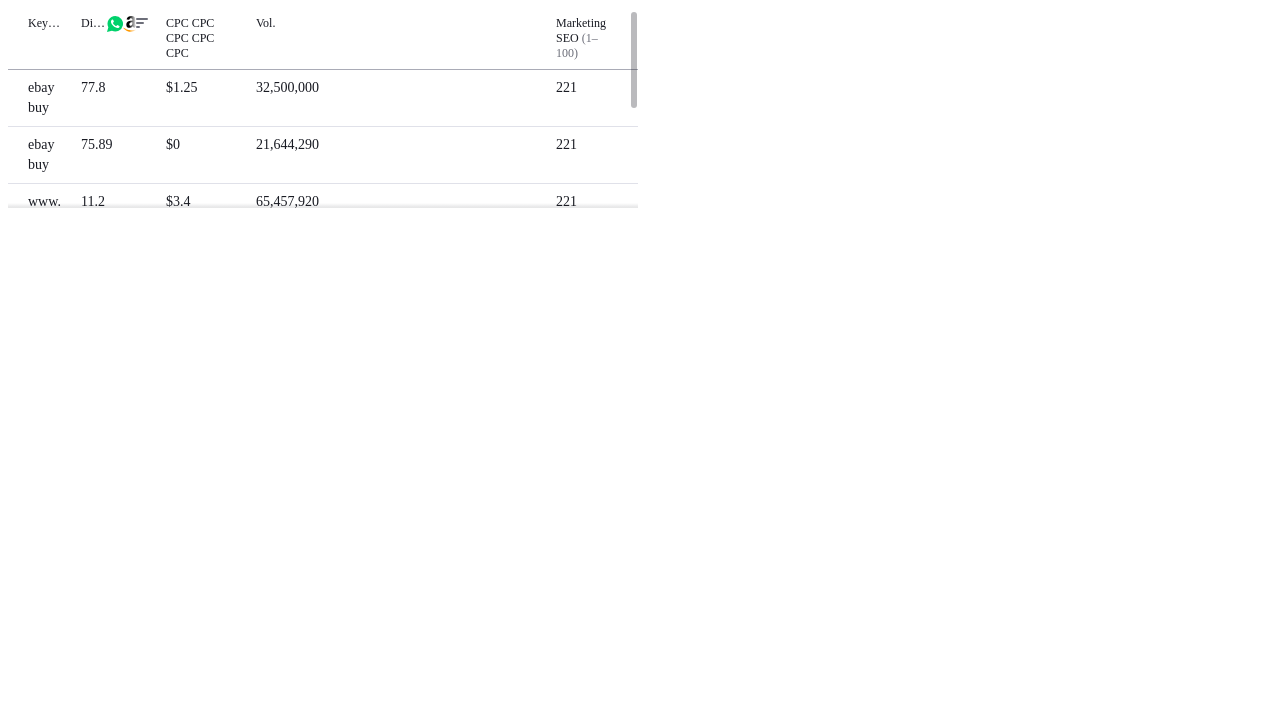 Key… Di… a CPC CPC CPC CPC CPC Vol. Marketing SEO (1–100)
ebay buy 77.8 $1.25 32,500,000 221
ebay buy 75.89 $0 21,644,290 221
www. 11.2 $3.4 65,457,920 221